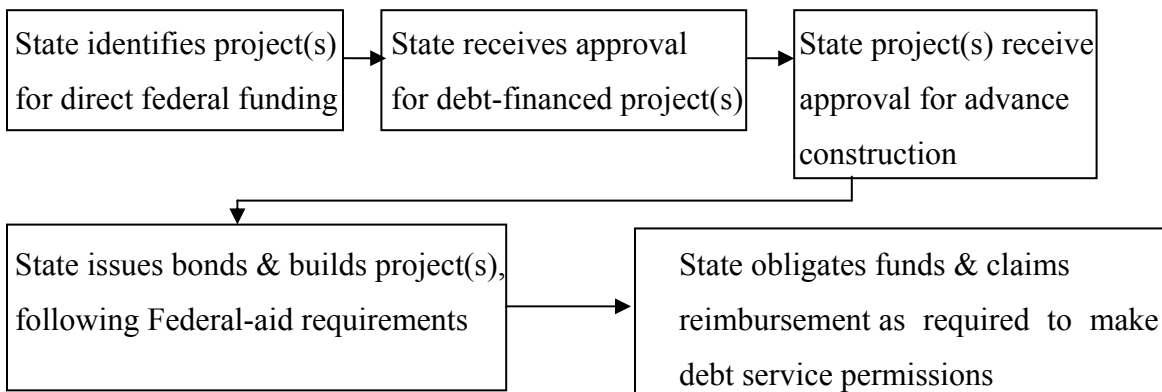 State identifies project(s)
for direct federal funding
State receives approval
for debt-financed project(s)
State project(s) receive
approval for advance
construction
State issues bonds & builds project(s),
following Federal-aid requirements
State obligates funds & claims
reimbursement as required to make
debt service permissions